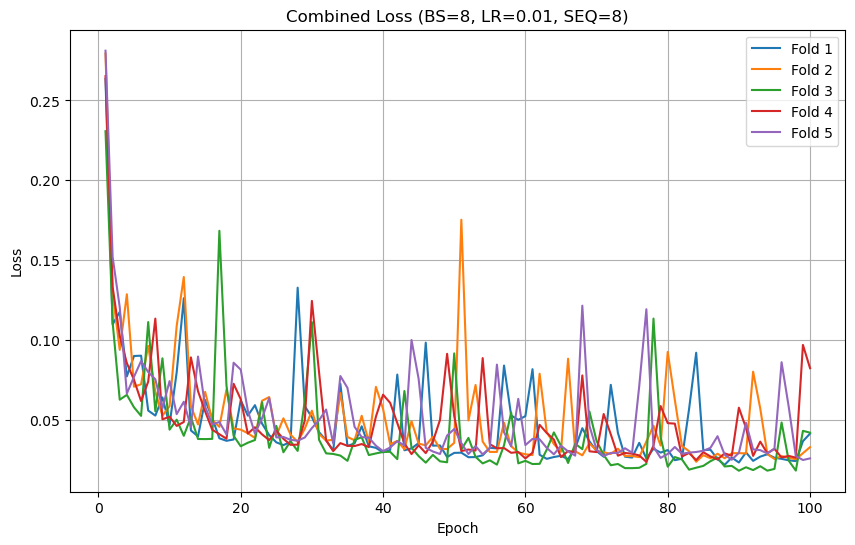 Combined Loss (BS=8, LR=0.01, SEQ=8)
Fold 1
Fold 2
Fold 3
Fold 4
Fold 5
0.25
0.20
0.15
0.10
0.05
Loss
0 20 40 60 80 100
Epoch